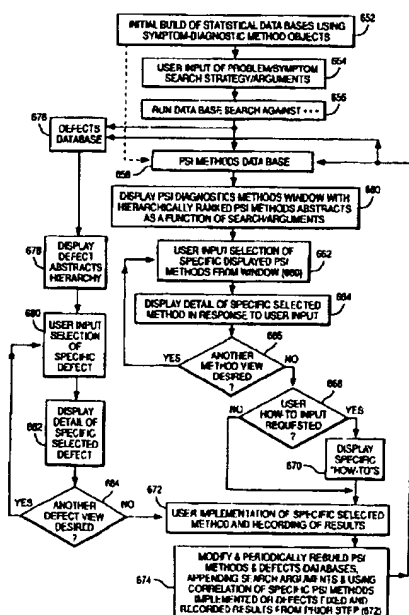 INITIAL BUILD OF STATISTICAL DATA BASES USING
SYMPTOM-DIAGNOSTIC METHOD OBJECTS
652
USER INPUT OF PROBLEM/SYMPTOM
SEARCH STRATEGY/ARGUMENTS
654
RUN DATA BASE SEARCH AGAINST ---
656
676
DEFECTS
DATABASE
PSI METHODS DATA BASE
658
660
DISPLAY PSI DIAGNOSTICS METHODS WINDOW WITH
HIERARCHICALLY RANKED PSI METHODS ABSTRACTS
AS A FUNCTION OF SEARCH/ARGUMENTS
678
DISPLAY
DEFECT
ABSTRACTS
HIERARCHY
USER INPUT SELECTION OF
SPECIFIC DISPLAYED PSI
METHODS FROM WINDOW (660)
662
DISPLAY DETAIL OF SPECIFIC SELECTED
METHOD IN RESPONSE TO USER INPUT
664
680
USER INPUT
SELECTION
OF SPECIFIC
DEFECT
YES
ANOTHER
METHOD VIEW
DESIRED
?
666
NO
668
NO
USER
HOW-TO INPUT
REQUESTED
?
YES
682
DISPLAY
DETAIL OF
SPECIFIC
SELECTED
DEFECT
670
DISPLAY
SPECIFIC
"HOW-TO"S
YES
ANOTHER
DEFECT VIEW
DESIRED
?
684
NO
672
USER IMPLEMENTATION OF SPECIFIC SELECTED
METHOD AND RECORDING OF RESULTS
674
MODIFY & PERIODICALLY REBUILD PSI
METHODS & DEFECTS DATABASES,
APPENDING SEARCH ARGUMENTS & USING
CORRELATION OF SPECIFIC PSI METHODS
IMPLEMENTED OR DEFECTS FIXED AND
RECORDED RESULTS FROM PRIOR STEP (672)